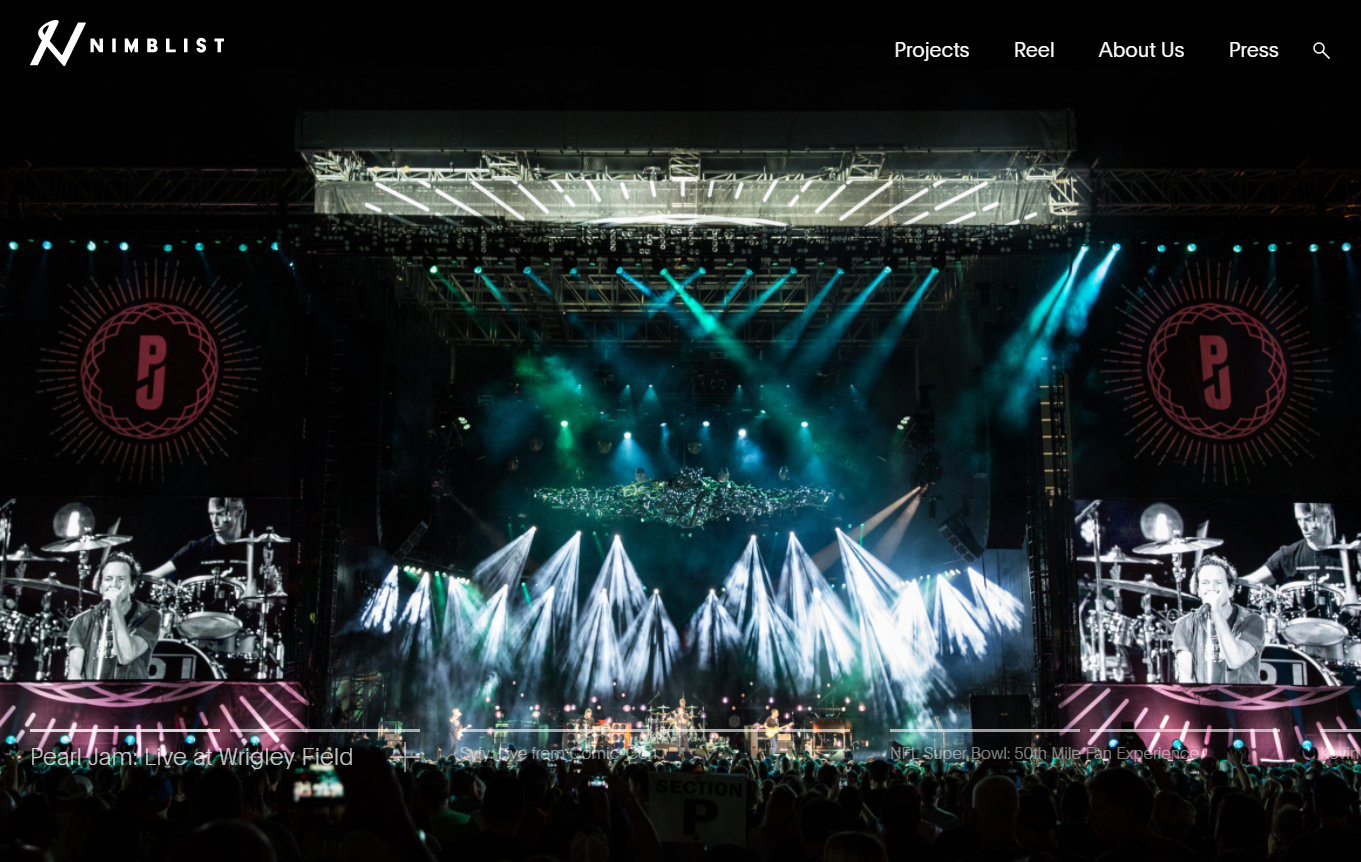 NIMBLIST
Projects
Reel
About Us
Press
PJ
PJ
Pearl Jam: Live at Wrigley Field
Syfy: Live from Comic-Con
NFL Super Bowl: 50th Mile Fan Experience
Kevin
SECTION
P